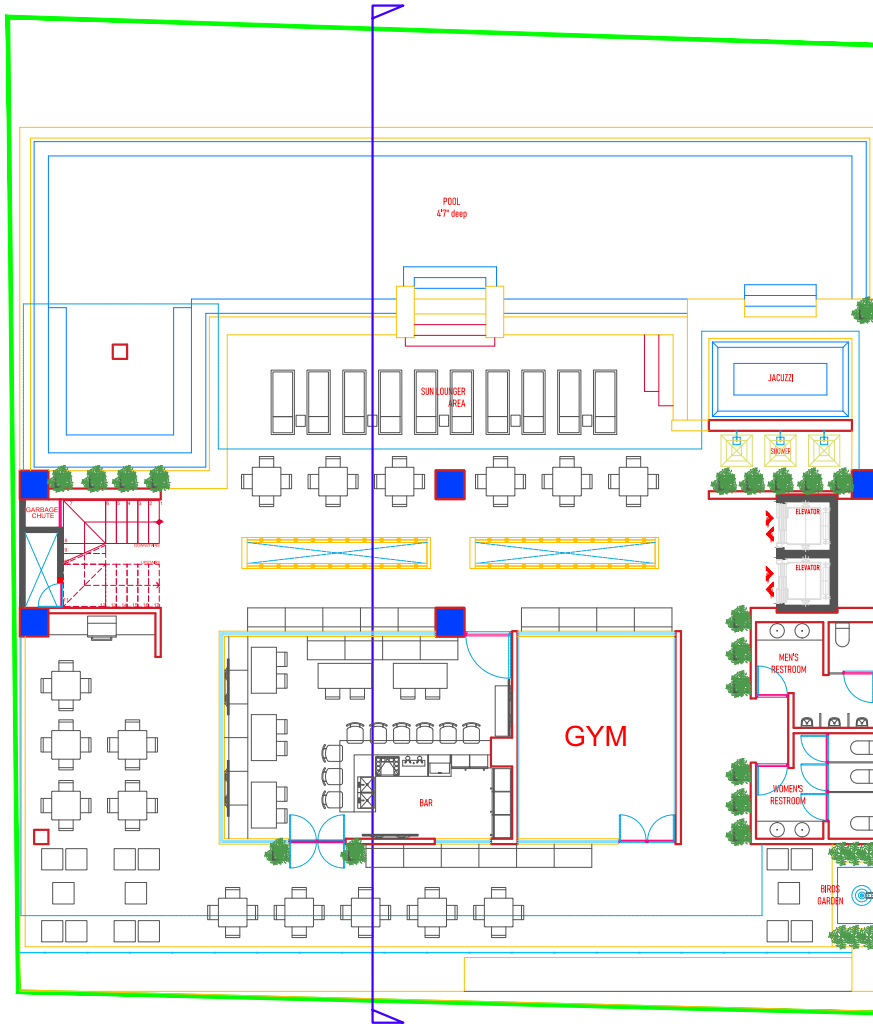 POOL
4'7" deep
SUN LOUNGER
AREA
JACUZZI
SHOWER
GARBAGE
CHUTE
ELEVATOR
ELEVATOR
MEN'S
RESTROOM
GYM
BAR
WOMEN'S
RESTROOM
BIRDS
GARDEN